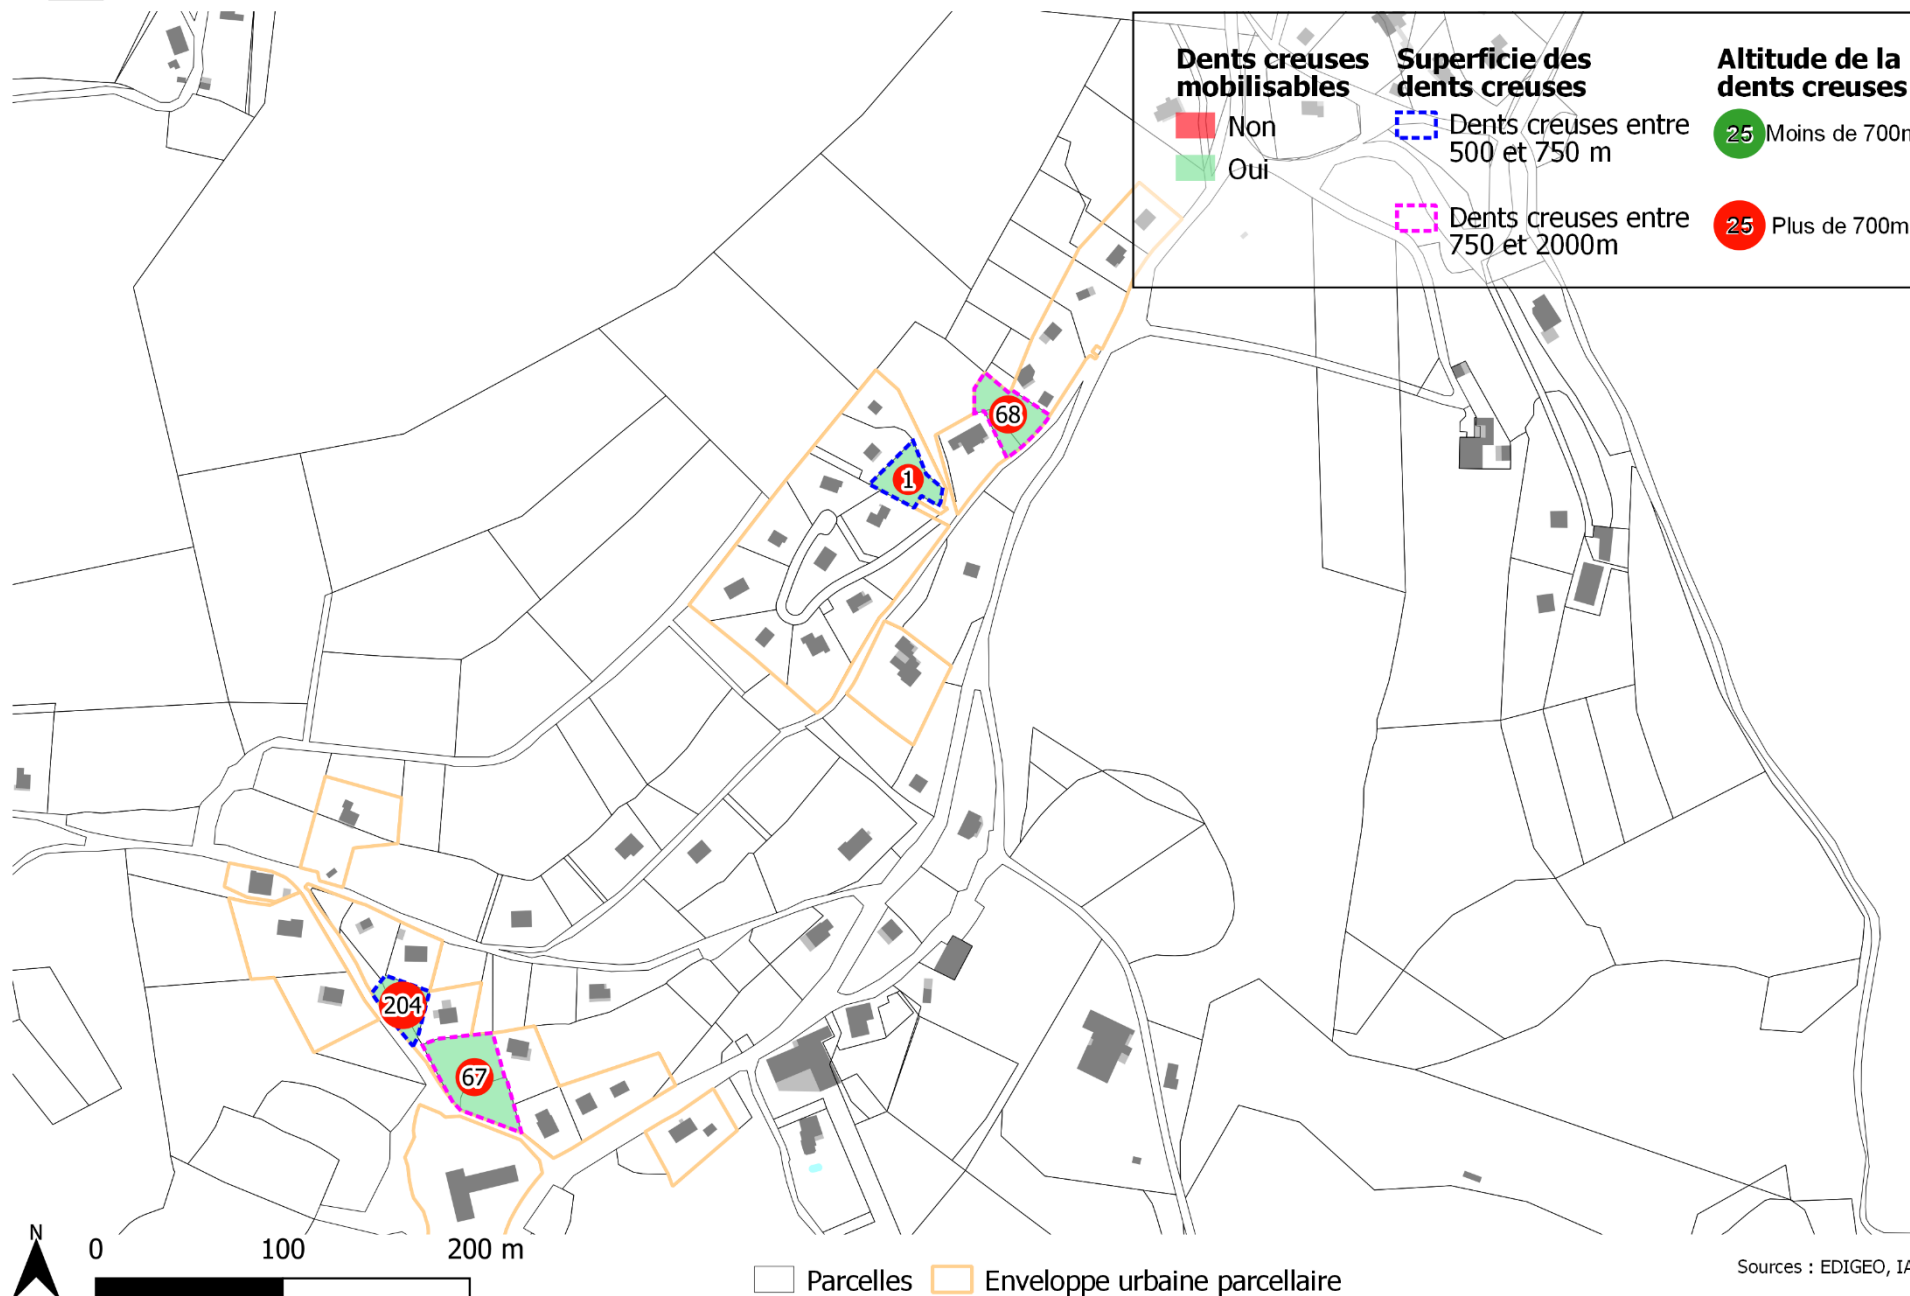 Dents creuses
mobilisables
Non
Oui
Superficie des
dents creuses
Dents creuses entre
500 et 750 m
Dents creuses entre
750 et 2000m
Altitude de la
dents creuses
25 Moins de 700m
25 Plus de 700m
68
1
204
67
N
0 100 200 m
Parcelles
Enveloppe urbaine parcellaire
Sources : EDIGEO, IA